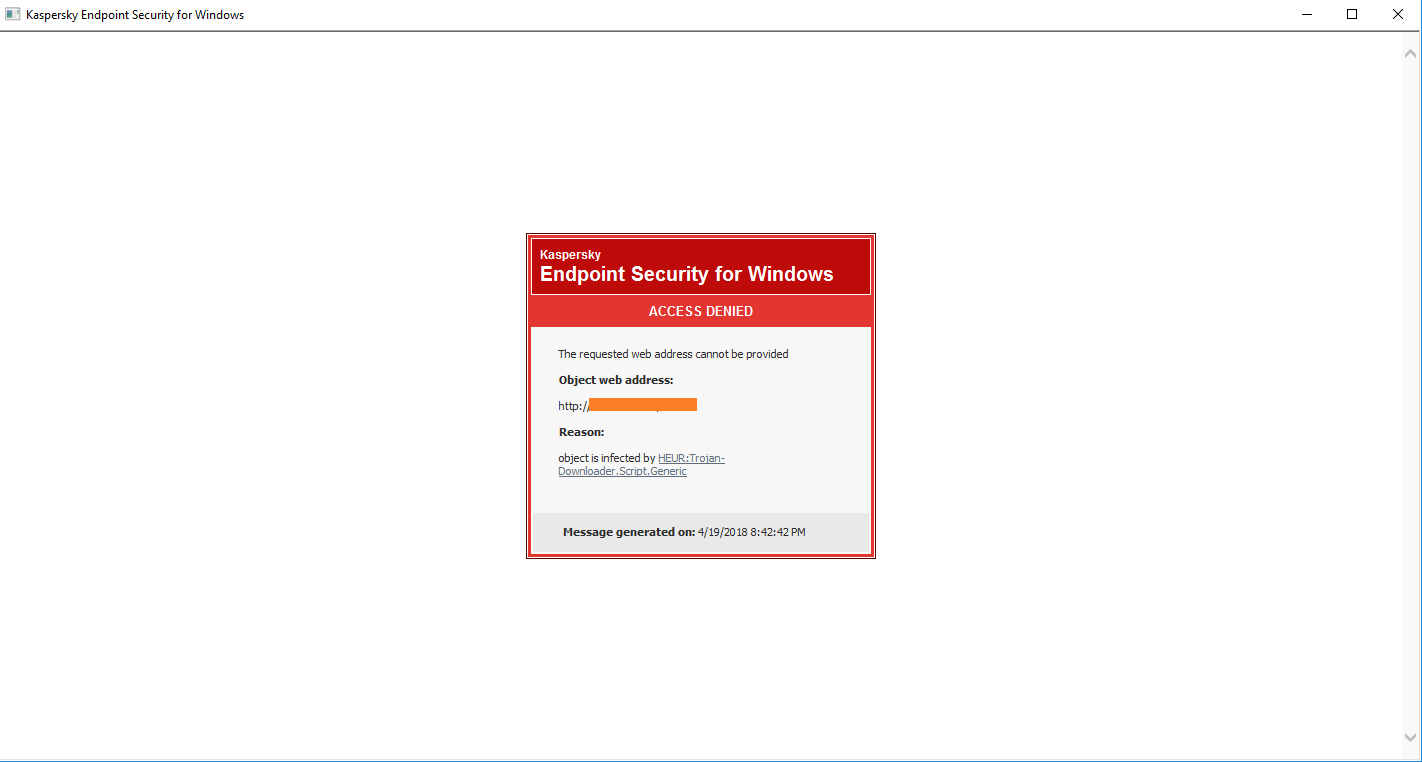 Kaspersky Endpoint Security for Windows
Kaspersky
Endpoint Security for Windows
ACCESS DENIED
The requested web address cannot be provided
Object web address:
http://
Reason:
object is infected by HEUR:Trojan-
Downloader.Script.Generic
Message generated on: 4/19/2018 8:42:42 PM